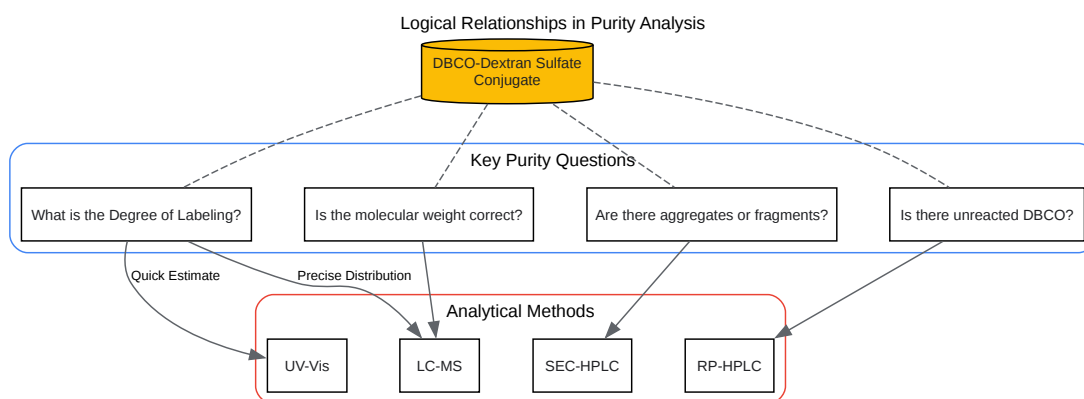 Logical Relationships in Purity Analysis
DBCO-Dextran Sulfate
Conjugate
Key Purity Questions
What is the Degree of Labeling?
Is the molecular weight correct?
Are there aggregates or fragments?
Is there unreacted DBCO?
Quick Estimate
Precise Distribution
Analytical Methods
UV-Vis
LC-MS
SEC-HPLC
RP-HPLC